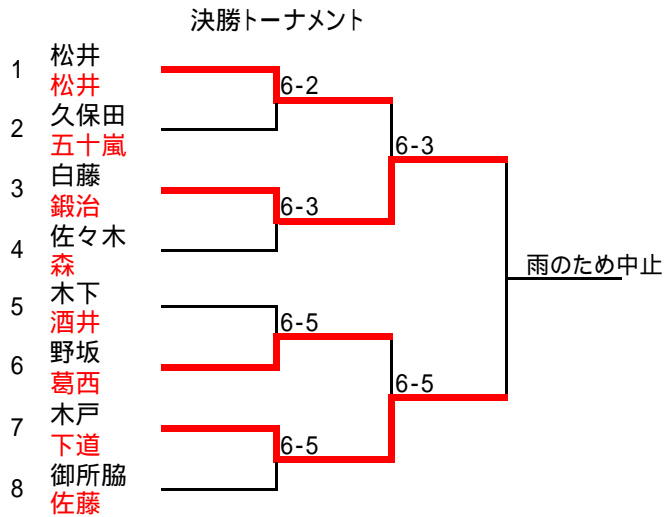 決勝トーナメント
1 松井
松井
6-2
2 久保田
五十嵐
6-3
3 白藤
鍛治
6-3
4 佐々木
森
雨のため中止
5 木下
酒井
6-5
6 野坂
葛西
6-5
7 木戸
下道
6-5
8 御所脇
佐藤